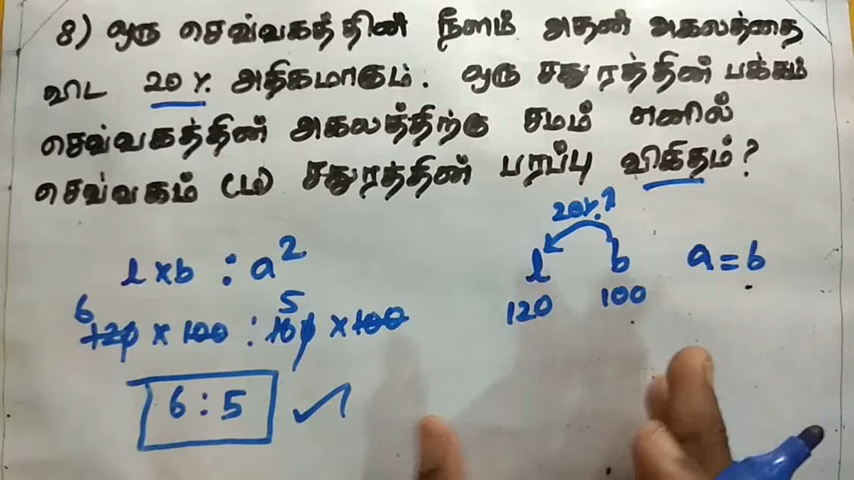 8) ஒரு செவ்வகத்தின் நீளம் அதன் அகலத்தை
விட 20% அதிகமாகும். ஒரு சதுரத்தின் பக்கம்
செவ்வகத்தின் அகலத்திற்கு சமம் எனில்
செவ்வகம் (ம) சதுரத்தின் பரப்பு விகிதம்?
20%↑
l × b : a² l b a = b
6 5
120 × 100 : 100 × 100 120 100
6 : 5 ✓